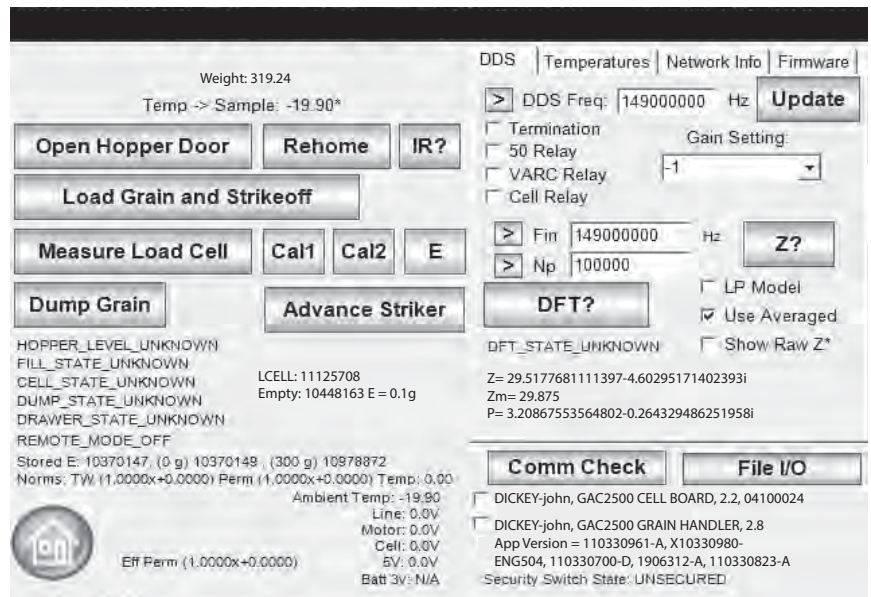 Weight: 319.24
Temp -> Sample: -19.90*
Open Hopper Door
Rehome
IR?
Load Grain and Strikeoff
Measure Load Cell
Cal1
Cal2
E
Dump Grain
Advance Striker
HOPPER_LEVEL_UNKNOWN
FILL_STATE_UNKNOWN
CELL_STATE_UNKNOWN
DUMP_STATE_UNKNOWN
DRAWER_STATE_UNKNOWN
REMOTE_MODE_OFF
LCELL: 11125708
Empty: 10448163 E = 0.1g
Stored E: 10370147, (0 g) 10370149 , (300 g) 10978872
Norms: TW (1.0000x+0.0000) Perm (1.0000x+0.0000) Temp: 0.00
Ambient Temp: -19.90
Line: 0.0V
Motor: 0.0V
Cell: 0.0V
5V: 0.0V
Batt 3v: N/A
Eff Perm (1.0000x+0.0000)
DDS
Temperatures
Network Info
Firmware
> DDS Freq: 149000000 Hz
Update
Termination
50 Relay
VARC Relay
Cell Relay
Gain Setting:
-1
> Fin 149000000 Hz
> Np 100000
Z?
DFT?
LP Model
Use Averaged
Show Raw Z*
DFT_STATE_UNKNOWN
Z= 29.5177681111397-4.60295171402393i
Zm= 29.875
P= 3.20867553564802-0.264329486251958i
Comm Check
File I/O
DICKEY-john, GAC2500 CELL BOARD, 2.2, 04100024
DICKEY-john, GAC2500 GRAIN HANDLER, 2.8
App Version = 110330961-A, X10330980-
ENG504, 110330700-D, 1906312-A, 110330823-A
Security Switch State: UNSECURED